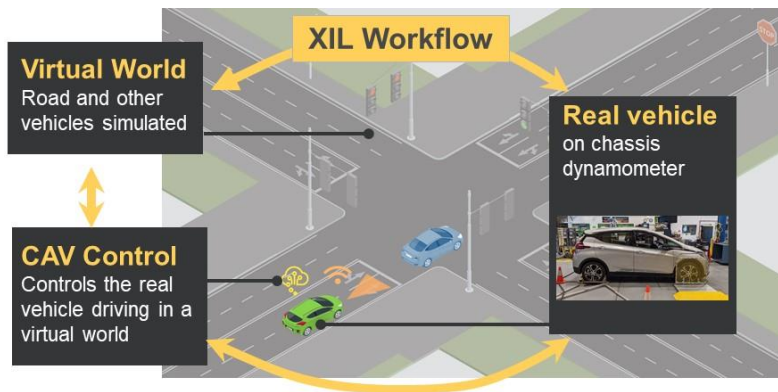 XIL Workflow
Virtual World
Road and other
vehicles simulated
STOP
Real vehicle
on chassis
dynamometer
CAV Control
Controls the real
vehicle driving in a
virtual world